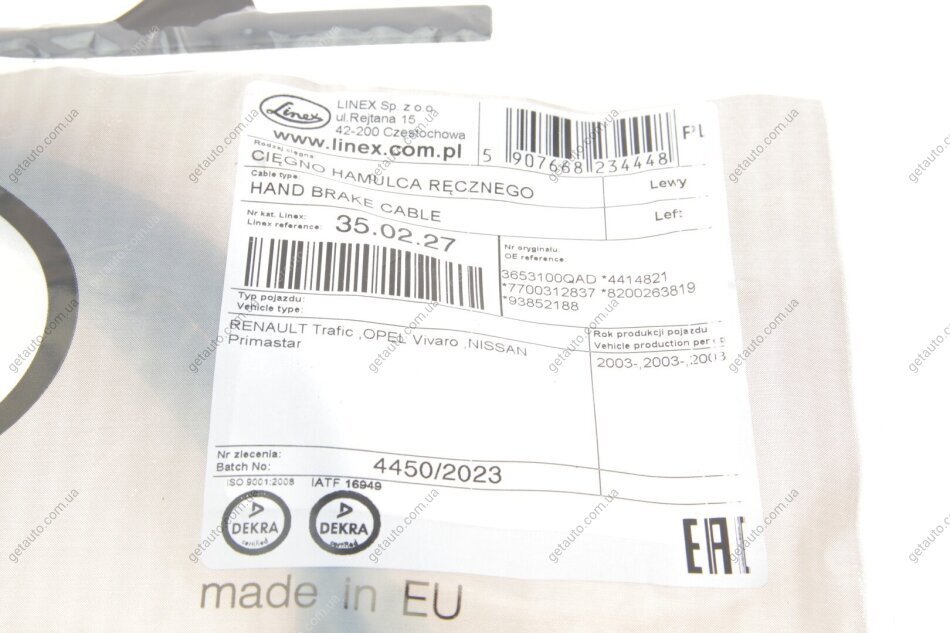 Linex
LINEX Sp. z o.o.
ul.Rejtana 15
42-200 Częstochowa
www.linex.com.pl
5 907668 234448
Rodzaj cięgna
CIĘGNO HAMULCA RĘCZNEGO
Lewy
Cable type:
HAND BRAKE CABLE
Nr kat. Linex:
Linex reference:
35.02.27
Nr oryginału:
OE reference
3653100QAD *4414821
*7700312837 *8200263819
*93852188
Typ pojazdu:
Vehicle type:
RENAULT Trafic ,OPEL Vivaro ,NISSAN
Primastar
Rok produkcji pojazdu
Vehicle production
2003-,2003-,2003
Nr zlecenia:
Batch No:
4450/2023
ISO 9001:2008
IATF 16949
DEKRA
certified
DEKRA
certified
EAC
made in EU
getauto.com.ua